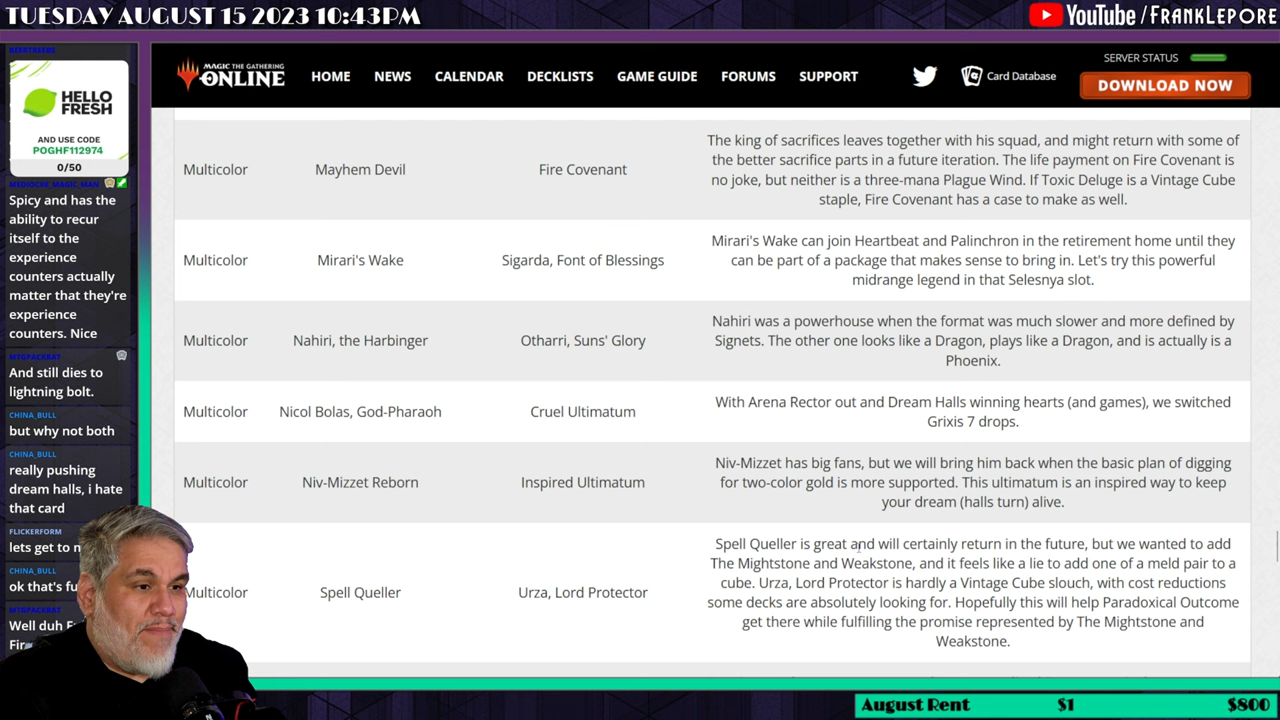 TUESDAY AUGUST 15 2023 10:43PM
YouTube /FrankLepore
BEERTREENE
HELLO
FRESH
AND USE CODE
POGHF112974
0/50
MEDIOCRE_MAGIC_MAN
Spicy and has the
ability to recur
itself to the
experience
counters actually
matter that they're
experience
counters. Nice
MTGPACKRAT
And still dies to
lightning bolt.
CHINA_BULL
but why not both
CHINA_BULL
really pushing
dream halls, i hate
that card
FLICKERFORM
lets get to
CHINA_BULL
ok that's
MTGPACKRAT
Well duh
MAGIC THE GATHERING
ONLINE
HOME NEWS CALENDAR DECKLISTS GAME GUIDE FORUMS SUPPORT
Card Database
SERVER STATUS
DOWNLOAD NOW
Multicolor Mayhem Devil Fire Covenant
The king of sacrifices leaves together with his squad, and might return with some of
the better sacrifice parts in a future iteration. The life payment on Fire Covenant is
no joke, but neither is a three-mana Plague Wind. If Toxic Deluge is a Vintage Cube
staple, Fire Covenant has a case to make as well.
Multicolor Mirari's Wake Sigarda, Font of Blessings
Mirari's Wake can join Heartbeat and Palinchron in the retirement home until they
can be part of a package that makes sense to bring in. Let's try this powerful
midrange legend in that Selesnya slot.
Multicolor Nahiri, the Harbinger Otharri, Suns' Glory
Nahiri was a powerhouse when the format was much slower and more defined by
Signets. The other one looks like a Dragon, plays like a Dragon, and is actually is a
Phoenix.
Multicolor Nicol Bolas, God-Pharaoh Cruel Ultimatum
With Arena Rector out and Dream Halls winning hearts (and games), we switched
Grixis 7 drops.
Multicolor Niv-Mizzet Reborn Inspired Ultimatum
Niv-Mizzet has big fans, but we will bring him back when the basic plan of digging
for two-color gold is more supported. This ultimatum is an inspired way to keep
your dream (halls turn) alive.
Multicolor Spell Queller Urza, Lord Protector
Spell Queller is great and will certainly return in the future, but we wanted to add
The Mightstone and Weakstone, and it feels like a lie to add one of a meld pair to a
cube. Urza, Lord Protector is hardly a Vintage Cube slouch, with cost reductions
some decks are absolutely looking for. Hopefully this will help Paradoxical Outcome
get there while fulfilling the promise represented by The Mightstone and
Weakstone.
August Rent $1 $800